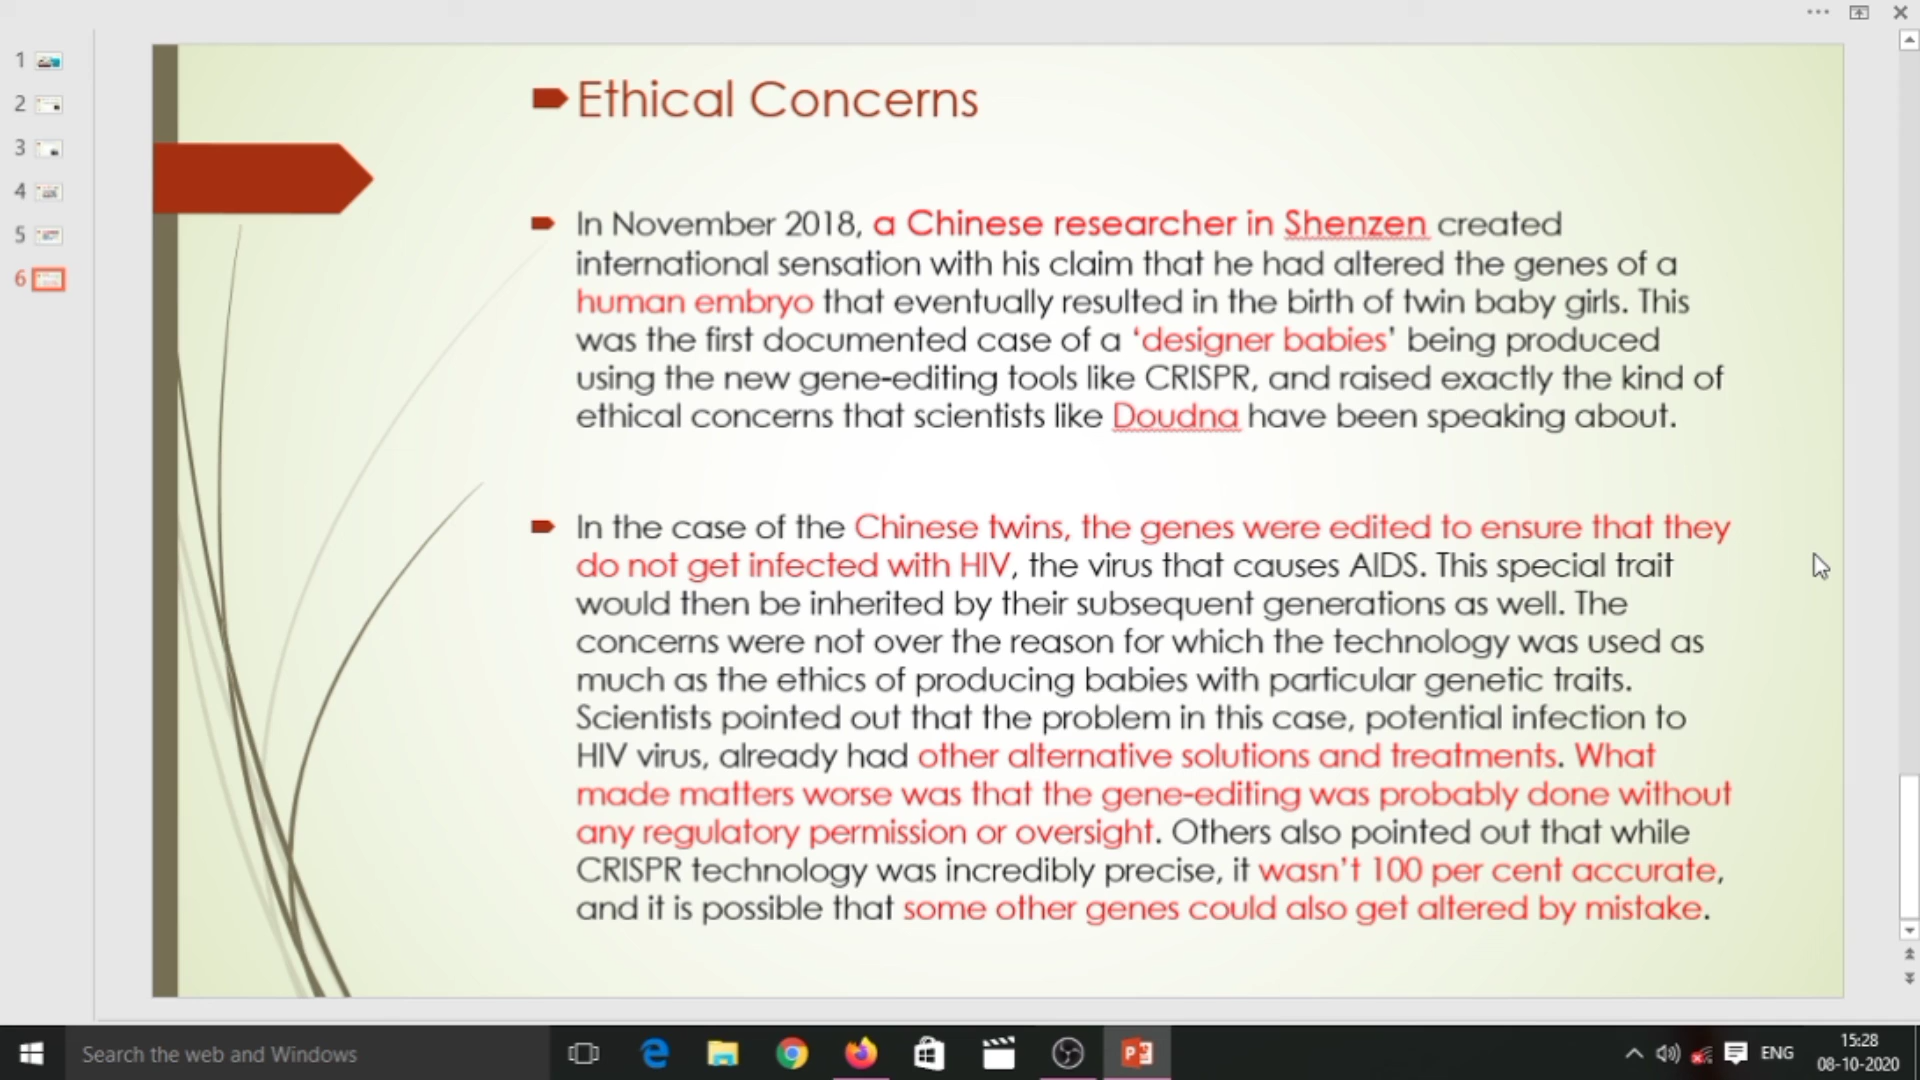 1
2
3
4
5
6
Ethical Concerns
In November 2018, a Chinese researcher in Shenzen created
international sensation with his claim that he had altered the genes of a
human embryo that eventually resulted in the birth of twin baby girls. This
was the first documented case of a ‘designer babies’ being produced
using the new gene-editing tools like CRISPR, and raised exactly the kind of
ethical concerns that scientists like Doudna have been speaking about.
In the case of the Chinese twins, the genes were edited to ensure that they
do not get infected with HIV, the virus that causes AIDS. This special trait
would then be inherited by their subsequent generations as well. The
concerns were not over the reason for which the technology was used as
much as the ethics of producing babies with particular genetic traits.
Scientists pointed out that the problem in this case, potential infection to
HIV virus, already had other alternative solutions and treatments. What
made matters worse was that the gene-editing was probably done without
any regulatory permission or oversight. Others also pointed out that while
CRISPR technology was incredibly precise, it wasn’t 100 per cent accurate,
and it is possible that some other genes could also get altered by mistake.
Search the web and Windows
ENG
15:28
08-10-2020